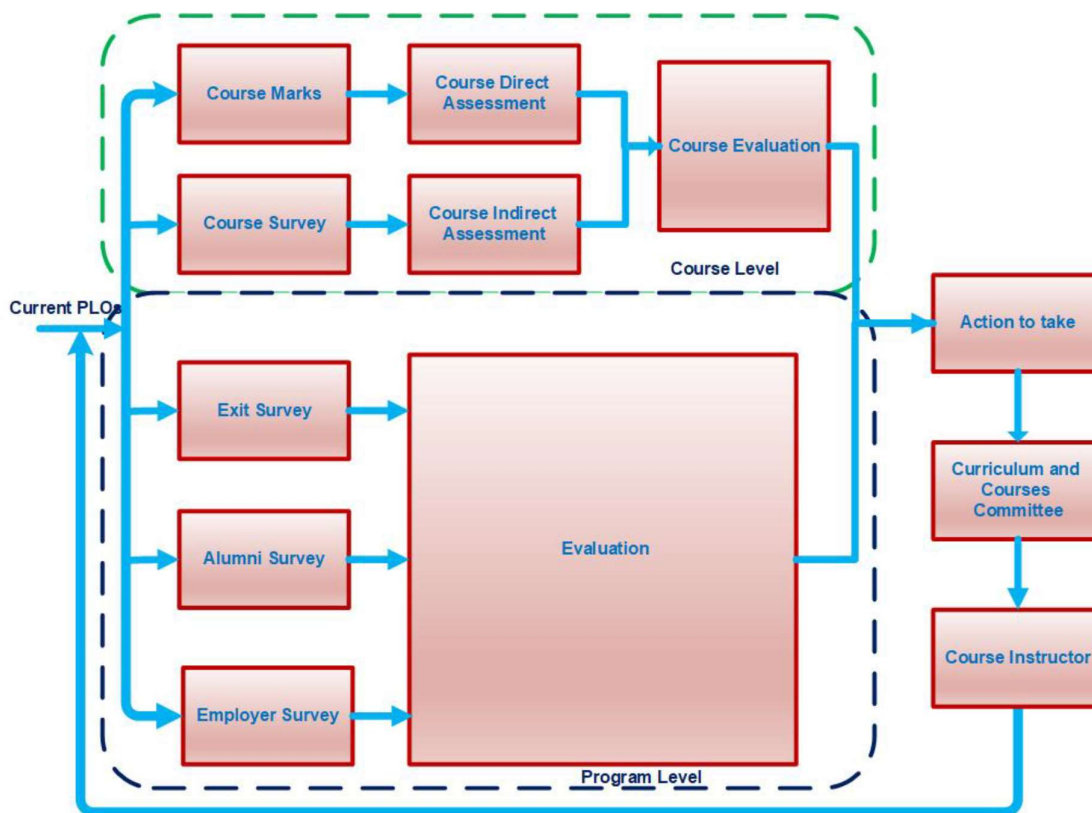 Course Marks
Course Direct
Assessment
Course Evaluation
Course Survey
Course Indirect
Assessment
Course Level
Current PLOs
Action to take
Exit Survey
Curriculum and
Courses
Committee
Alumni Survey
Evaluation
Course Instructor
Employer Survey
Program Level